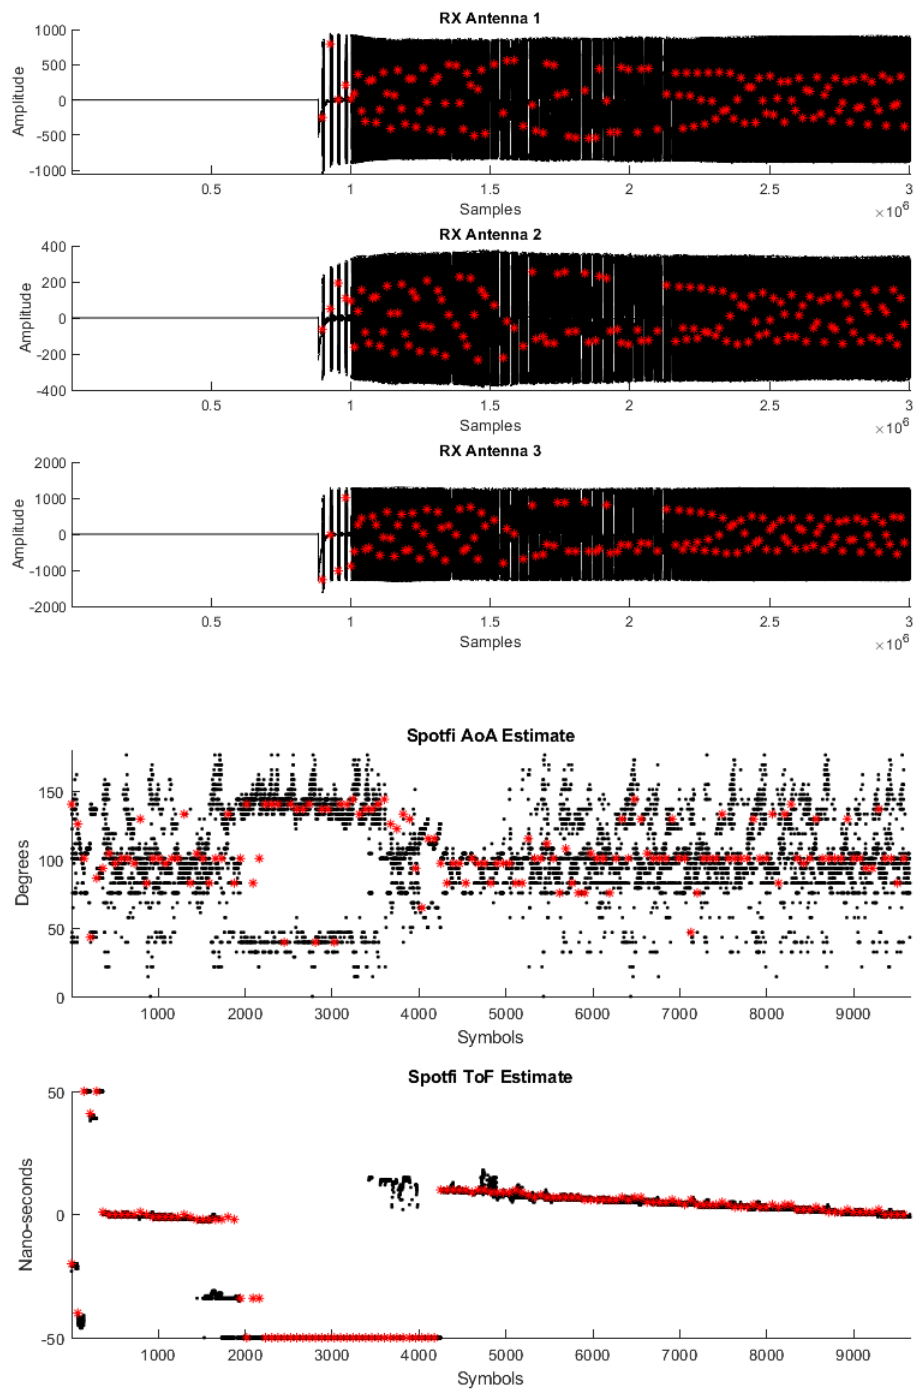 RX Antenna 1
1000
500
0
-500
-1000
Amplitude
0.5 1 1.5 2 2.5 3
Samples
×10⁶
RX Antenna 2
400
200
0
-200
-400
Amplitude
0.5 1 1.5 2 2.5 3
Samples
×10⁶
RX Antenna 3
2000
1000
0
-1000
-2000
Amplitude
0.5 1 1.5 2 2.5 3
Samples
×10⁶
Spotfi AoA Estimate
150
100
50
0
Degrees
1000 2000 3000 4000 5000 6000 7000 8000 9000
Symbols
Spotfi ToF Estimate
50
0
-50
Nano-seconds
1000 2000 3000 4000 5000 6000 7000 8000 9000
Symbols